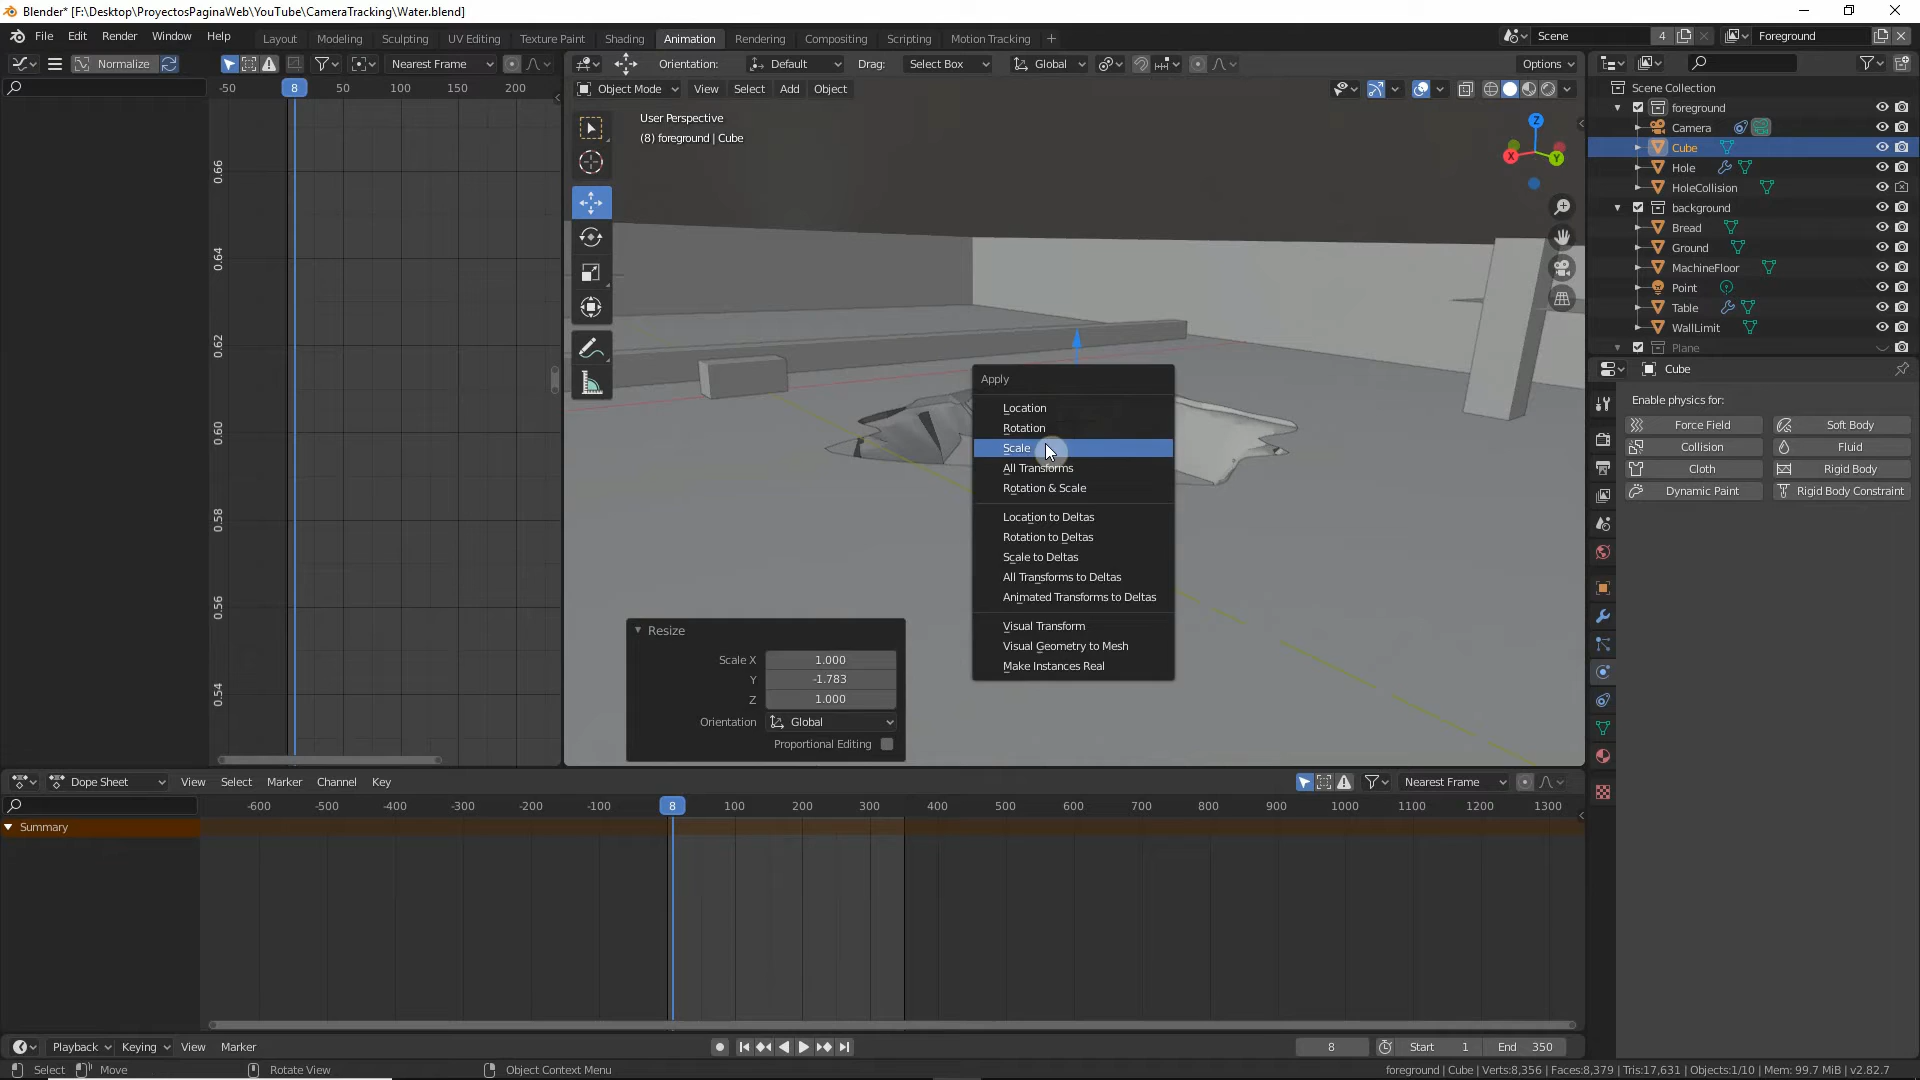 Blender* [F:\Desktop\ProyectosPaginaWeb\YouTube\CameraTracking\Water.blend]
File Edit Render Window Help Layout Modeling Sculpting UV Editing Texture Paint Shading Animation Rendering Compositing Scripting Motion Tracking + Scene 4 Foreground
Normalize Nearest Frame Orientation: Default Drag: Select Box Global Options
-50 8 50 100 150 200 Object Mode View Select Add Object
User Perspective
(8) foreground | Cube
Z
X
Y
0.66
0.64
0.62
0.60
0.58
0.56
0.54
Apply
Location
Rotation
Scale
All Transforms
Rotation & Scale
Location to Deltas
Rotation to Deltas
Scale to Deltas
All Transforms to Deltas
Animated Transforms to Deltas
Visual Transform
Visual Geometry to Mesh
Make Instances Real
Resize
Scale X 1.000
Y -1.783
Z 1.000
Orientation Global
Proportional Editing
Scene Collection
foreground
Camera
Cube
Hole
HoleCollision
background
Bread
Ground
MachineFloor
Point
Table
WallLimit
Plane
Cube
Enable physics for:
Force Field Soft Body
Collision Fluid
Cloth Rigid Body
Dynamic Paint Rigid Body Constraint
Dope Sheet View Select Marker Channel Key Nearest Frame
-600 -500 -400 -300 -200 -100 8 100 200 300 400 500 600 700 800 900 1000 1100 1200 1300
Summary
Playback Keying View Marker 8 Start 1 End 350
Select Move Rotate View Object Context Menu foreground | Cube | Verts:8,356 | Faces:8,379 | Tris:17,631 | Objects:1/10 | Mem: 99.7 MiB | v2.82.7